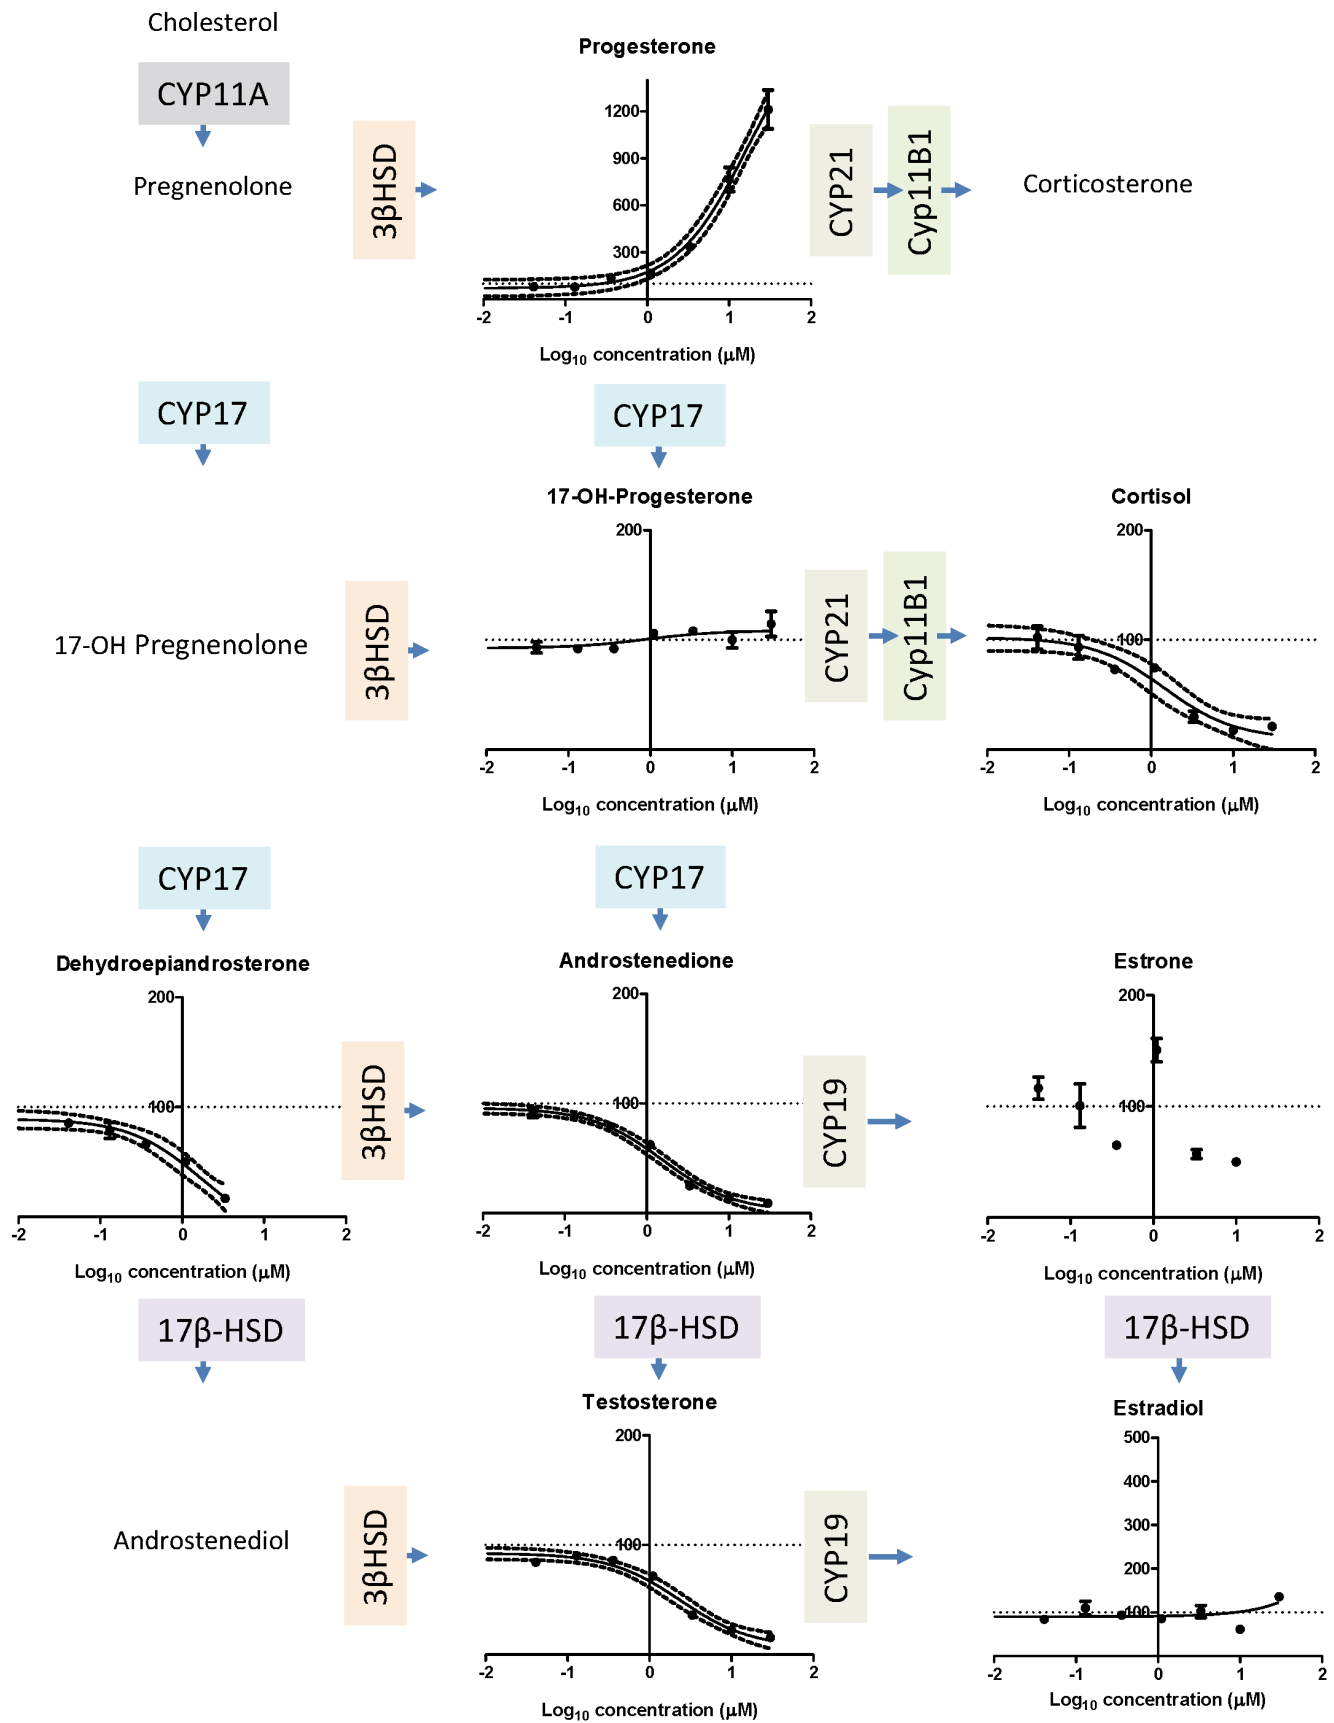 Cholesterol
CYP11A
Pregnenolone
3βHSD
Progesterone
1200
900
600
300
-2 -1 0 1 2
Log10 concentration (μM)
CYP21
Cyp11B1
Corticosterone
CYP17
CYP17
17-OH Pregnenolone
3βHSD
17-OH-Progesterone
200
100
-2 -1 0 1 2
Log10 concentration (μM)
CYP21
Cyp11B1
Cortisol
200
100
-2 -1 0 1 2
Log10 concentration (μM)
CYP17
CYP17
Dehydroepiandrosterone
200
100
-2 -1 0 1 2
Log10 concentration (μM)
3βHSD
Androstenedione
200
100
-2 -1 0 1 2
Log10 concentration (μM)
CYP19
Estrone
200
100
-2 -1 0 1 2
Log10 concentration (μM)
17β-HSD
17β-HSD
17β-HSD
Androstenediol
3βHSD
Testosterone
200
100
-2 -1 0 1 2
Log10 concentration (μM)
CYP19
Estradiol
500
400
300
200
100
-2 -1 0 1 2
Log10 concentration (μM)